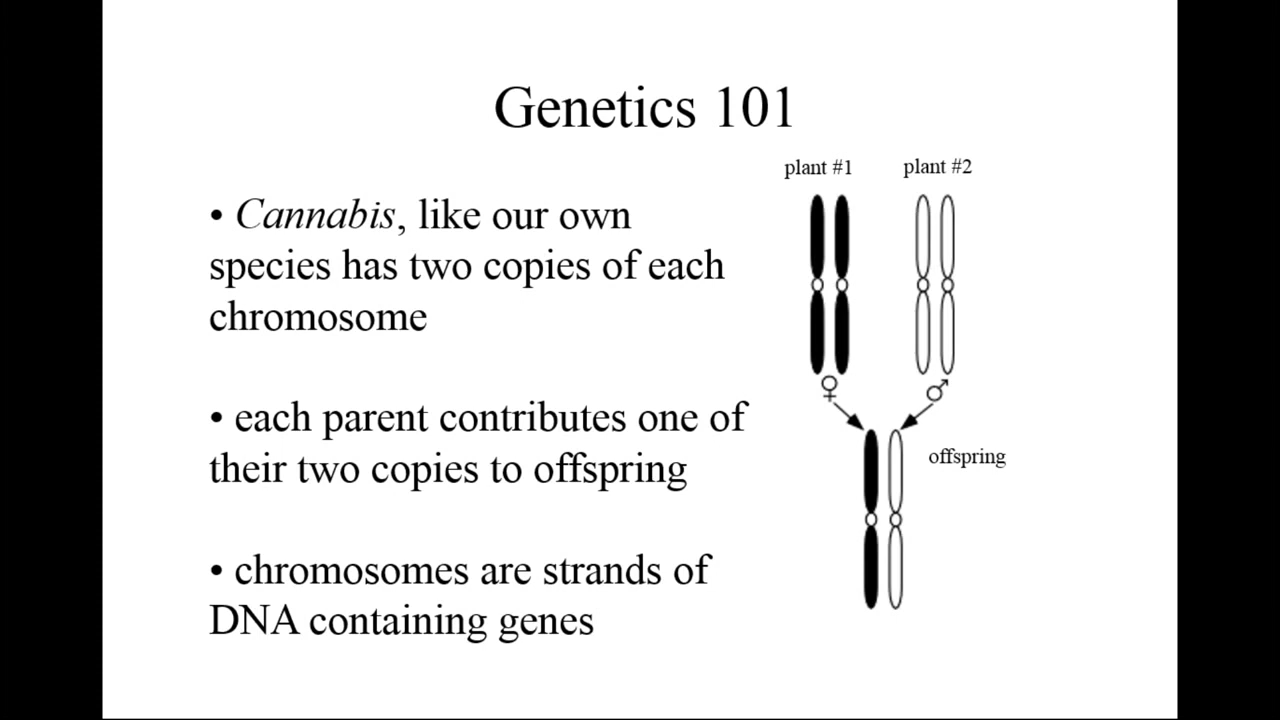 Genetics 101
• Cannabis, like our own
species has two copies of each
chromosome
• each parent contributes one of
their two copies to offspring
• chromosomes are strands of
DNA containing genes
plant #1
plant #2
♀
♂
offspring